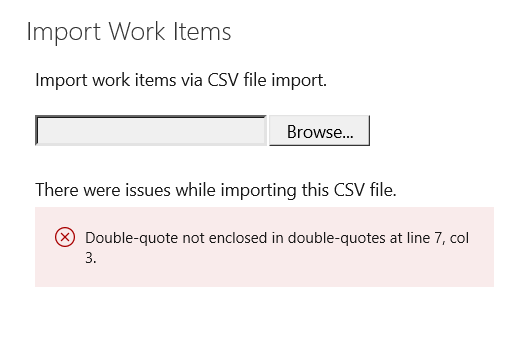 Import Work Items
Import work items via CSV file import.
Browse...
There were issues while importing this CSV file.
Double-quote not enclosed in double-quotes at line 7, col
3.